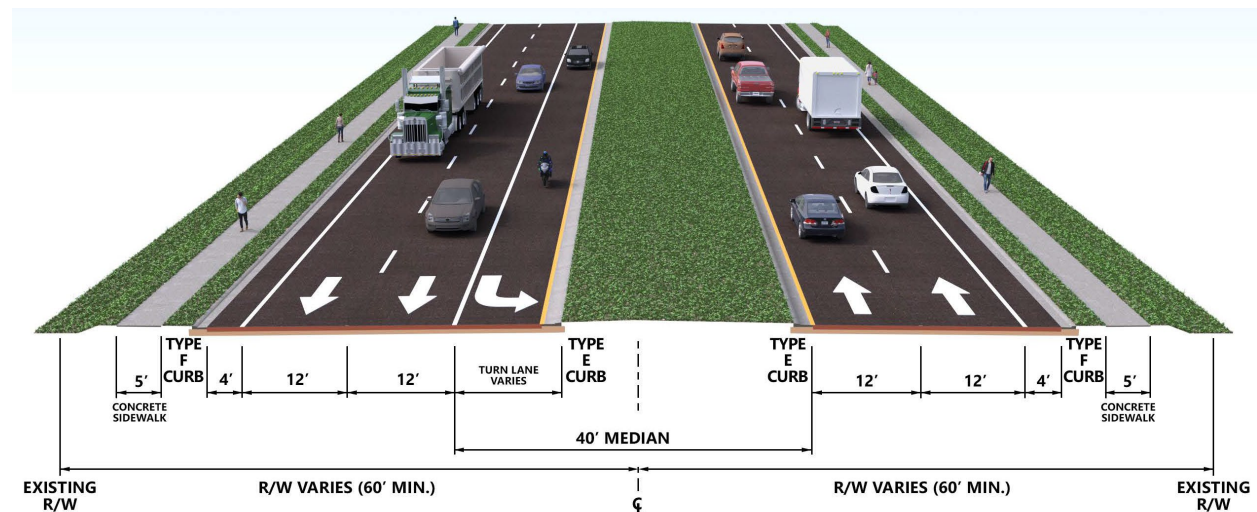 TYPE
F
CURB
TYPE
E
CURB
TYPE
E
CURB
TYPE
F
CURB
5’
4’
12’
12’
TURN LANE
VARIES
12’
12’
4’
5’
CONCRETE
SIDEWALK
CONCRETE
SIDEWALK
40’ MEDIAN
EXISTING
R/W
R/W VARIES (60’ MIN.)
℄
R/W VARIES (60’ MIN.)
EXISTING
R/W